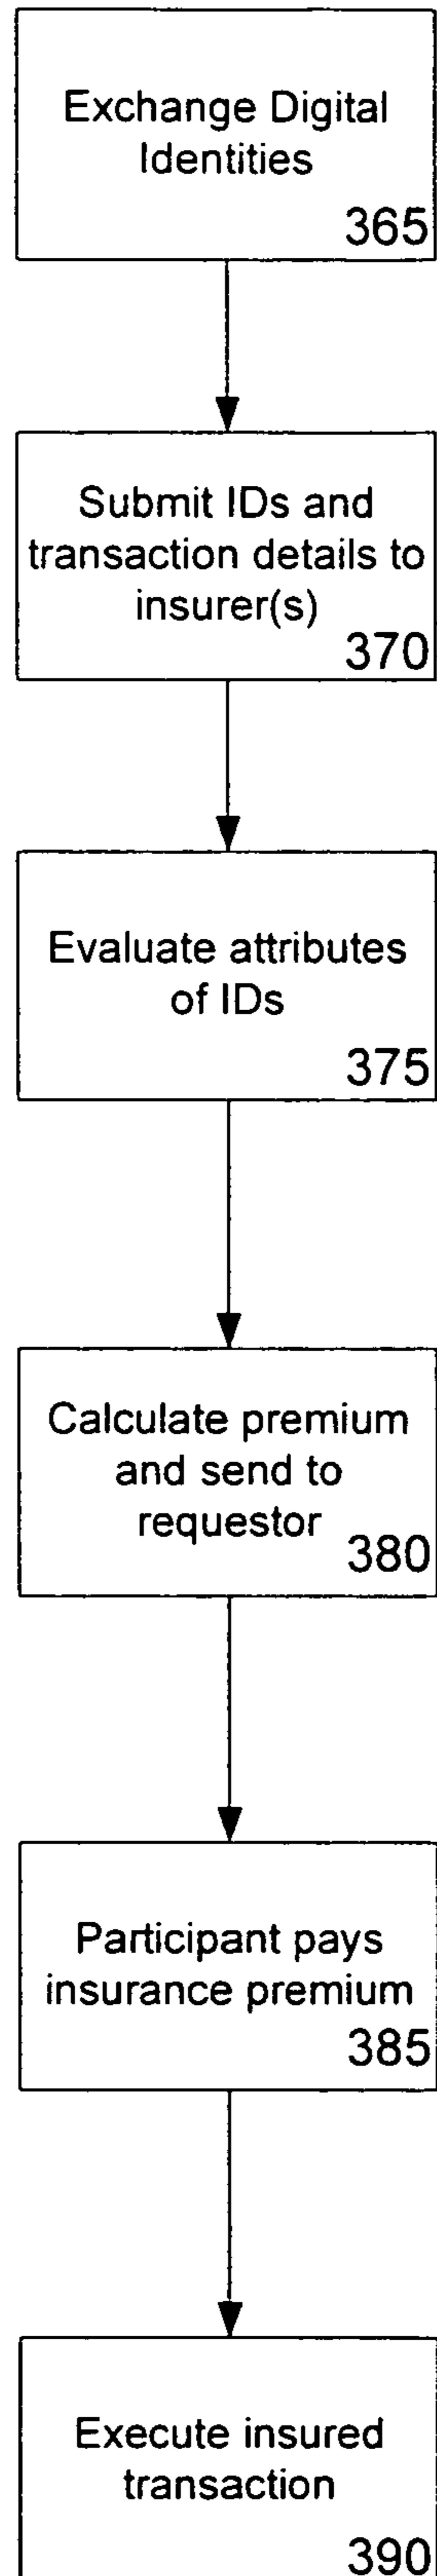 Exchange Digital
Identities
365
Submit IDs and
transaction details to
insurer(s)
370
Evaluate attributes
of IDs
375
Calculate premium
and send to
requestor
380
Participant pays
insurance premium
385
Execute insured
transaction
390